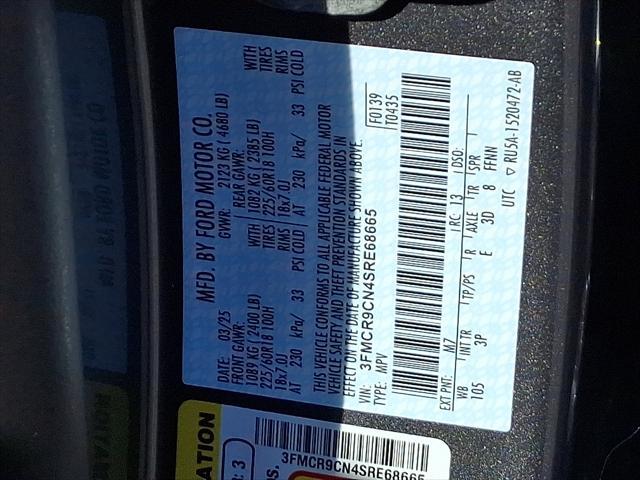 MFD. BY FORD MOTOR CO.
DATE: 03/25 GVWR: 2123 KG ( 4680 LB)
FRONT GAWR: REAR GAWR:
1089 KG ( 2400 LB) WITH 1082 KG ( 2385 LB) WITH
225/60R18 100H TIRES 225/60R18 100H TIRES
18x7.0J RIMS 18x7.0J RIMS
AT 230 kPa/ 33 PSI COLD AT 230 kPa/ 33 PSI COLD
THIS VEHICLE CONFORMS TO ALL APPLICABLE FEDERAL MOTOR
VEHICLE SAFETY AND THEFT PREVENTION STANDARDS IN
EFFECT ON THE DATE OF MANUFACTURE SHOWN ABOVE.
VIN: 3FMCR9CN4SRE68665 F0139
TYPE: MPV T0435
EXT PNT: M7 RC: 13 DSO:
WB INT TR TP/PS R AXLE TR SPR
105 3P E 3D 8 FFNN
UTC ▽ RU5A-1520472-AB
ATION
: 3
3FMCR9CN4SRE68665